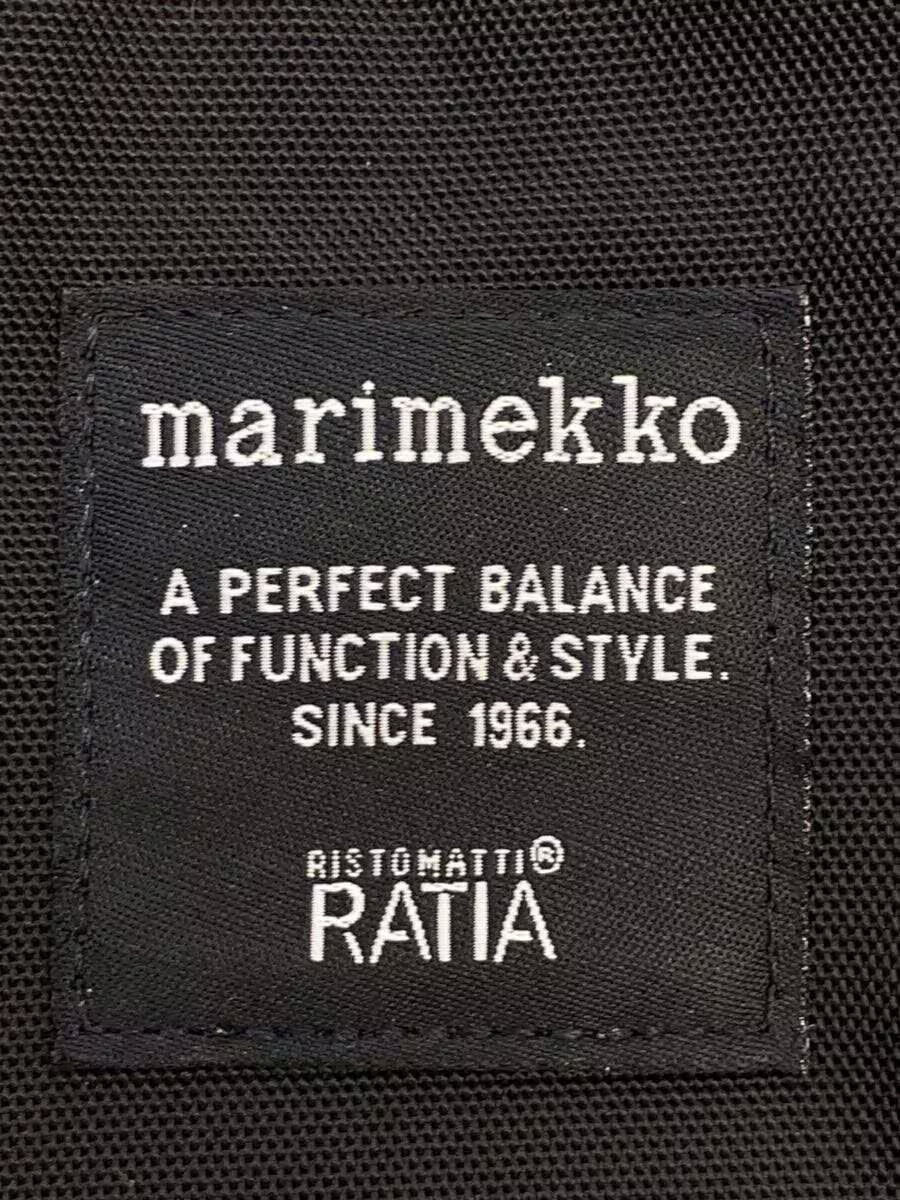 marimekko
A PERFECT BALANCE
OF FUNCTION & STYLE.
SINCE 1966.
RISTOMATTI®
RATIA